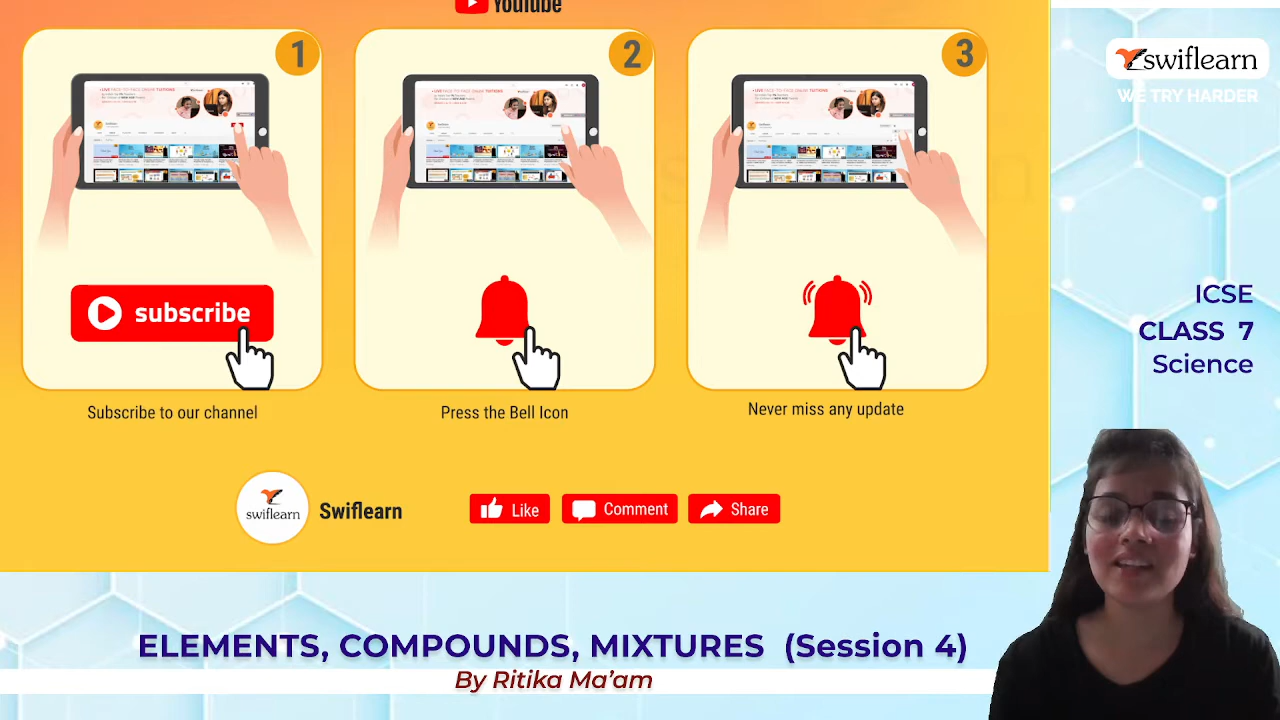 YouTube
1
2
3
swiflearn
WE TRY HARDER
subscribe
Subscribe to our channel
Press the Bell Icon
Never miss any update
ICSE
CLASS 7
Science
swiflearn
Swiflearn
Like
Comment
Share
ELEMENTS, COMPOUNDS, MIXTURES (Session 4)
By Ritika Ma'am